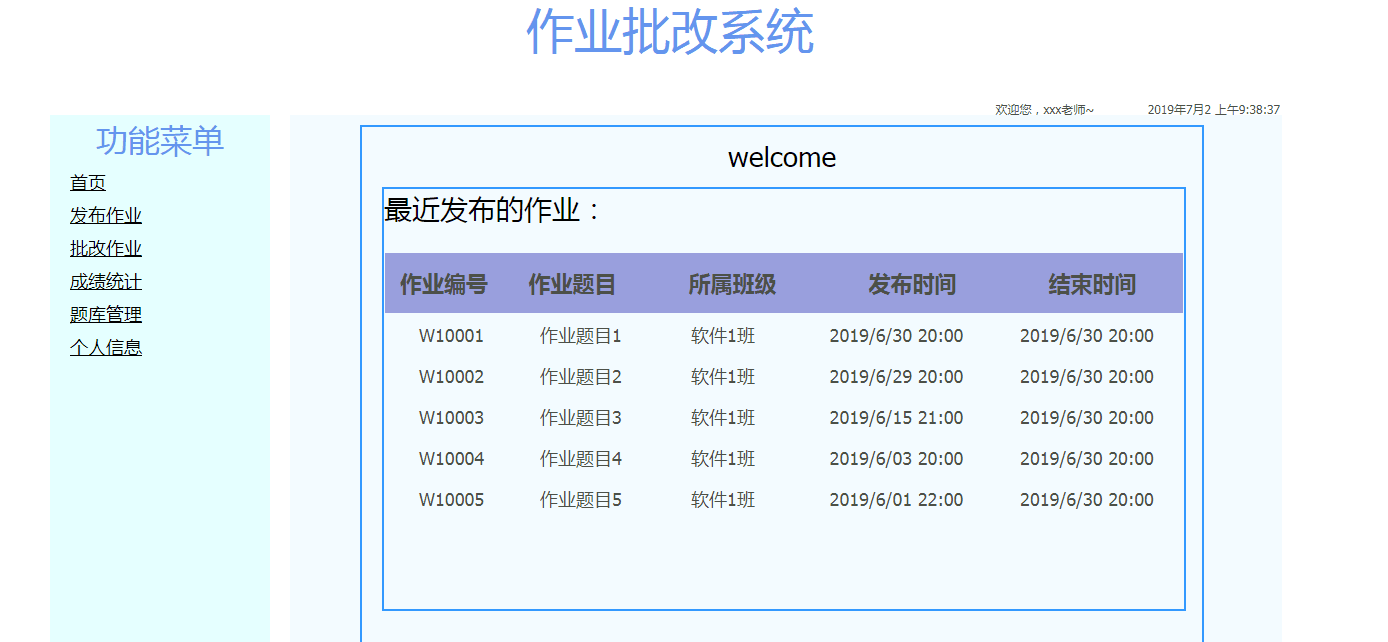 作业批改系统
欢迎您，xxx老师~ 2019年7月2 上午9:38:37
功能菜单
首页
发布作业
批改作业
成绩统计
题库管理
个人信息
welcome
最近发布的作业：
作业编号 作业题目 所属班级 发布时间 结束时间
W10001 作业题目1 软件1班 2019/6/30 20:00 2019/6/30 20:00
W10002 作业题目2 软件1班 2019/6/29 20:00 2019/6/30 20:00
W10003 作业题目3 软件1班 2019/6/15 21:00 2019/6/30 20:00
W10004 作业题目4 软件1班 2019/6/03 20:00 2019/6/30 20:00
W10005 作业题目5 软件1班 2019/6/01 22:00 2019/6/30 20:00